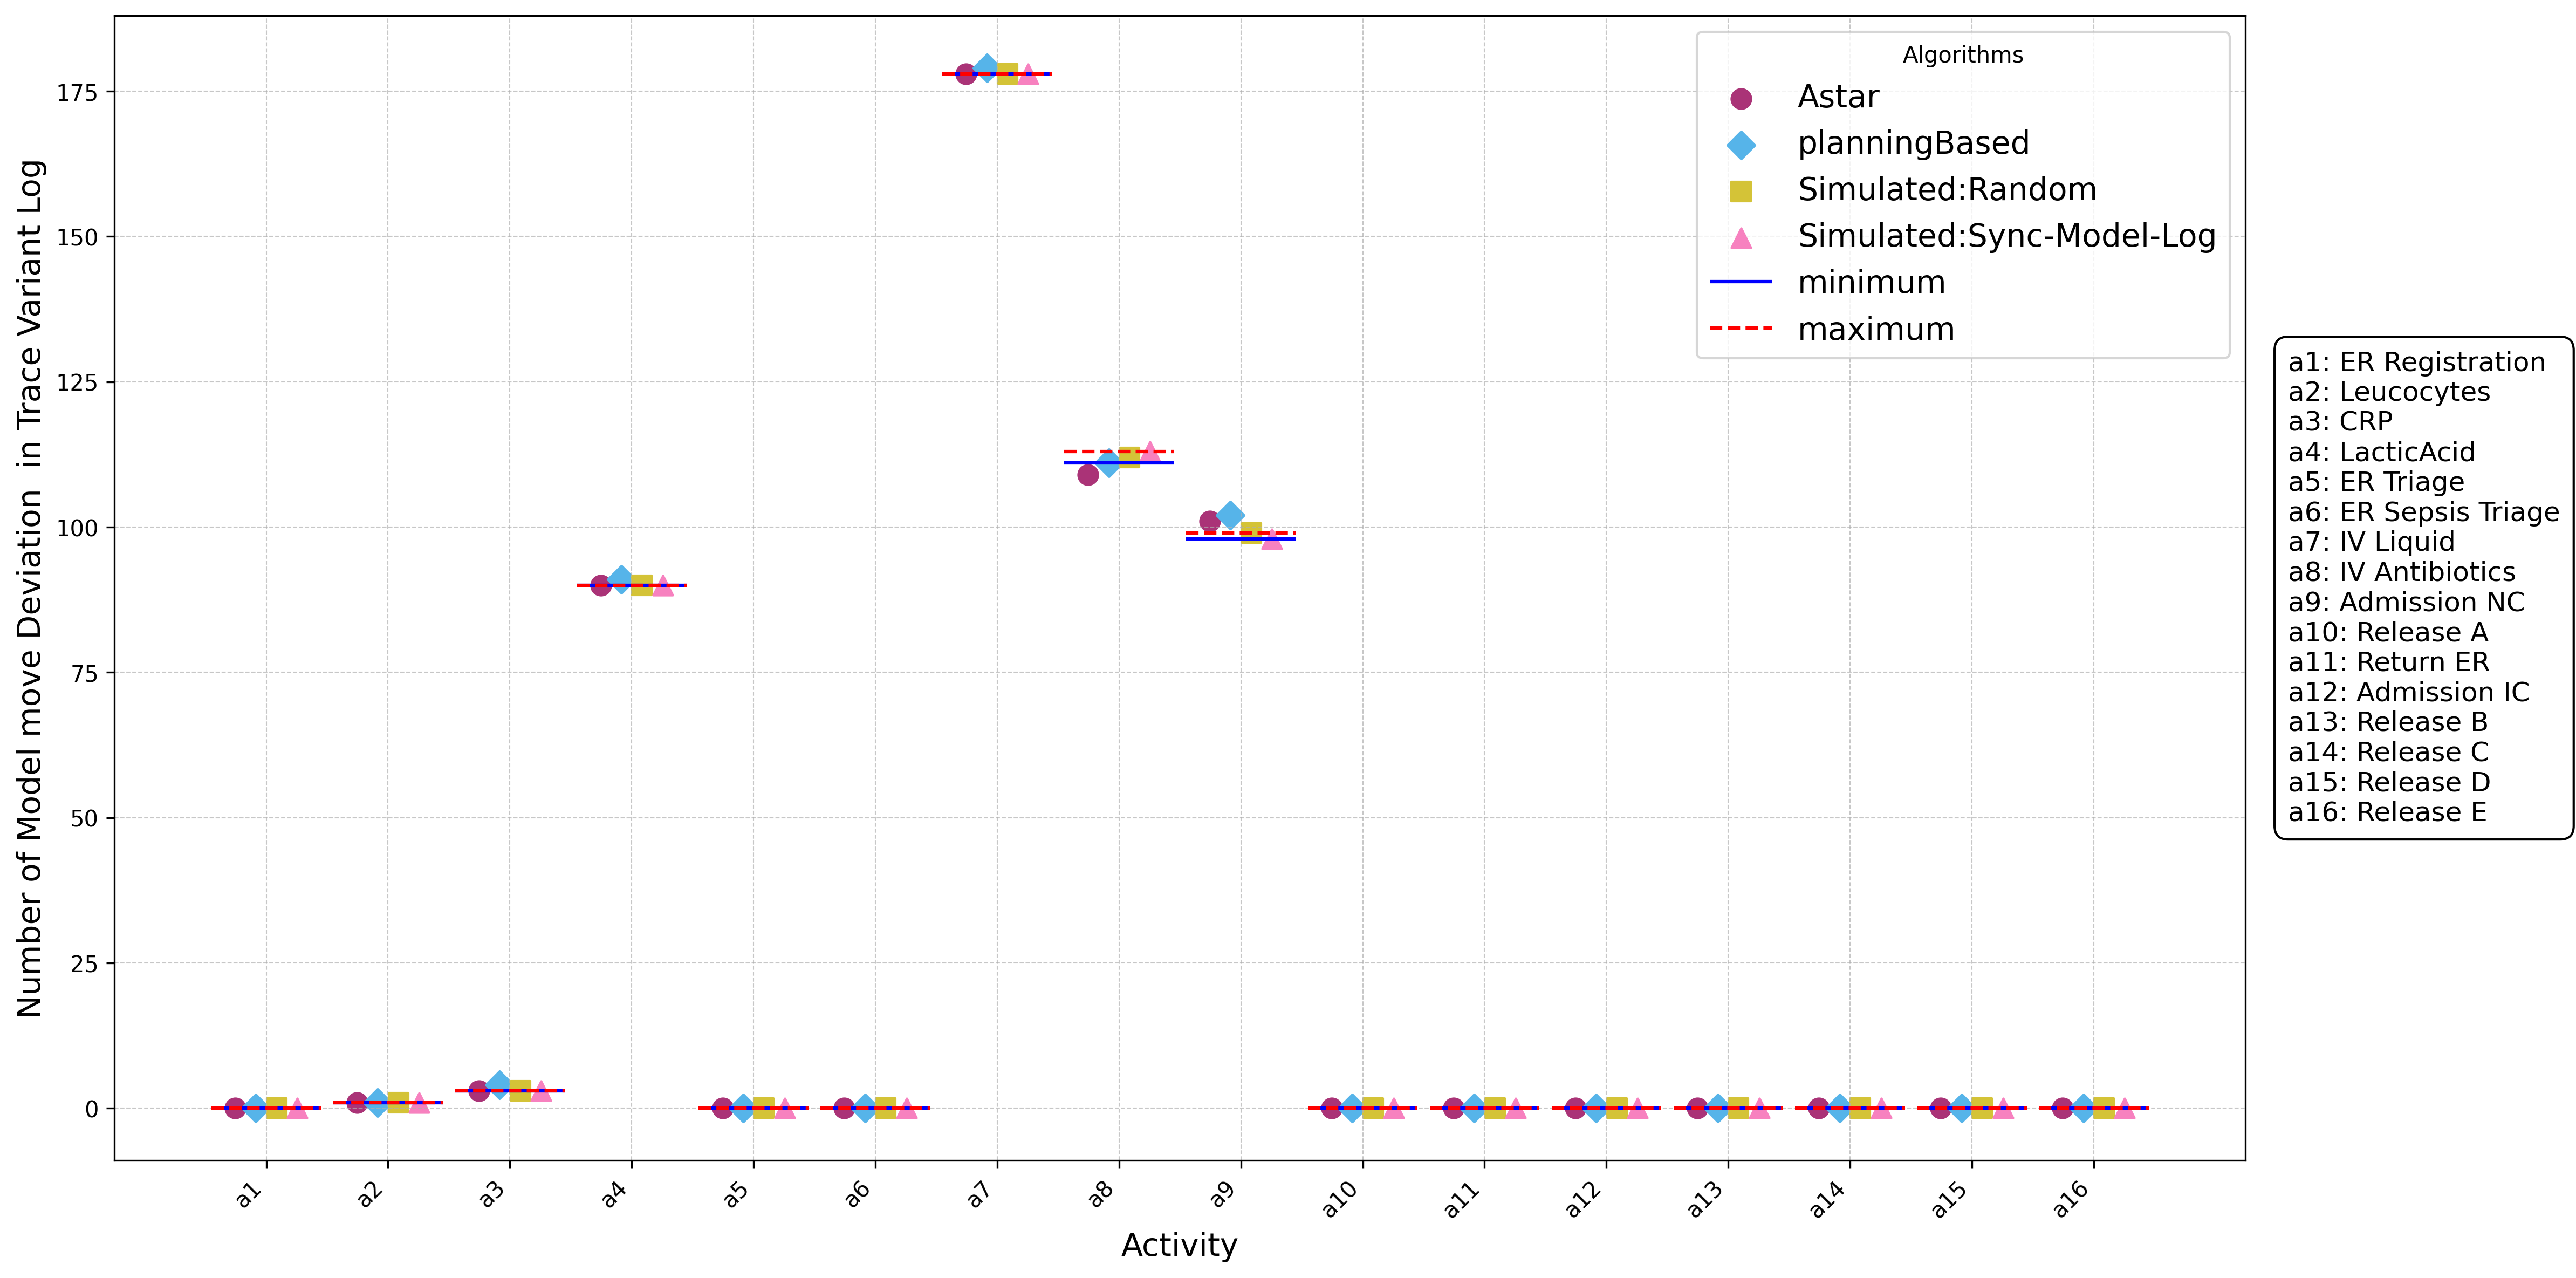 Number of Model move Deviation  in Trace Variant Log
175
150
125
100
75
50
25
0
a1
a2
a3
a4
a5
a6
a7
a8
a9
a10
a11
a12
a13
a14
a15
a16
Activity
Algorithms
Astar
planningBased
Simulated:Random
Simulated:Sync-Model-Log
minimum
maximum
a1: ER Registration
a2: Leucocytes
a3: CRP
a4: LacticAcid
a5: ER Triage
a6: ER Sepsis Triage
a7: IV Liquid
a8: IV Antibiotics
a9: Admission NC
a10: Release A
a11: Return ER
a12: Admission IC
a13: Release B
a14: Release C
a15: Release D
a16: Release E